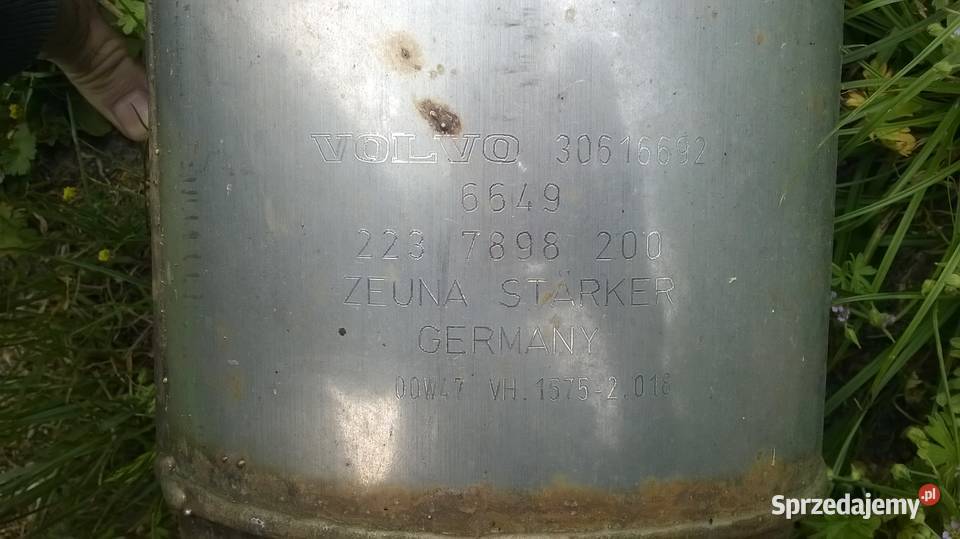 VOLVO 30616692
6649
223 7898 200
ZEUNA STÄRKER
GERMANY
00W47 VH.1575-2.018
Sprzedajemy.pl